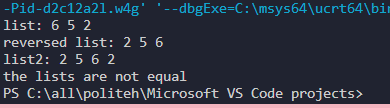 -Pid-d2c12a2l.w4g' '--dbgExe=C:\msys64\ucrt64\bin
list: 6 5 2
reversed list: 2 5 6
list2: 2 5 6 2
the lists are not equal
PS C:\all\politeh\Microsoft VS Code projects>